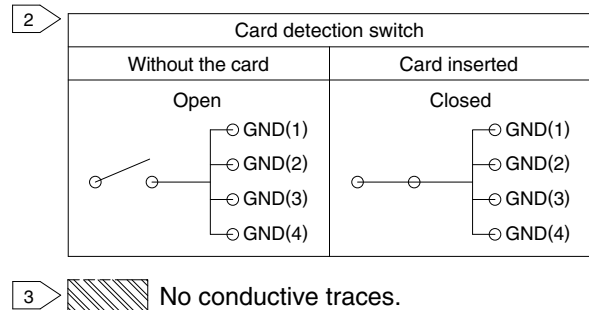 2
Card detection switch
Without the card Card inserted
Open Closed
GND(1) GND(1)
GND(2) GND(2)
GND(3) GND(3)
GND(4) GND(4)
3 No conductive traces.